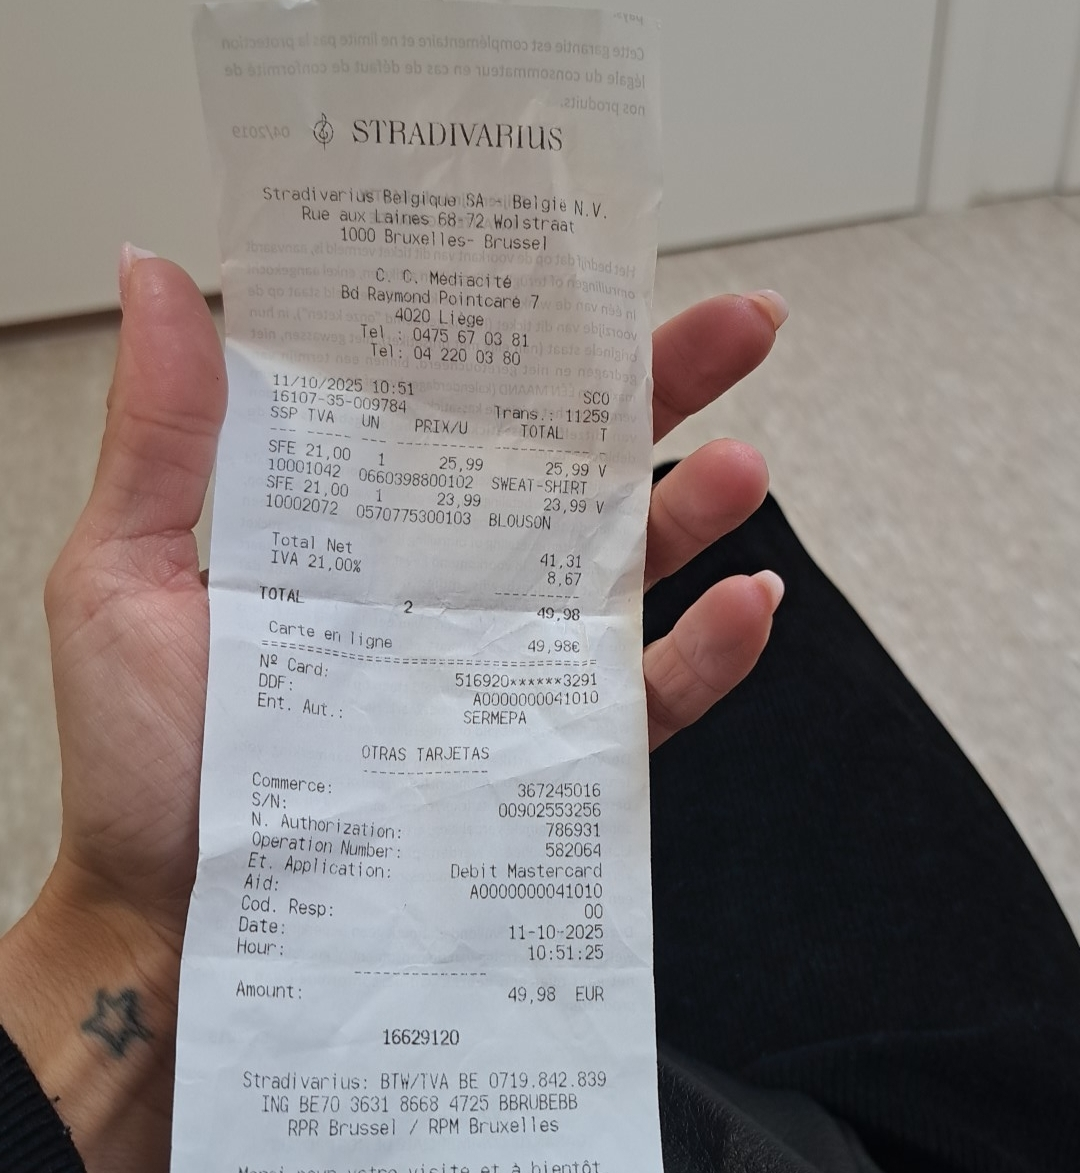 STRADIVARIUS
Stradivarius Belgique SA - België N.V.
Rue aux Laines 68-72 Wolstraat
1000 Bruxelles- Brussel
C. C. Médiacité
Bd Raymond Pointcaré 7
4020 Liège
Tel.: 0475 67 03 81
Tel: 04 220 03 80
11/10/2025 10:51 SCO
16107-35-009784 Trans.: 11259
SSP TVA UN PRIX/U TOTAL T
SFE 21,00 1 25,99 25,99 V
10001042 0660398800102 SWEAT-SHIRT
SFE 21,00 1 23,99 23,99 V
10002072 0570775300103 BLOUSON
Total Net 41,31
IVA 21,00% 8,67
TOTAL 2 49,98
Carte en ligne 49,98€
Nº Card: 516920******3291
DDF: A0000000041010
Ent. Aut.: SERMEPA
OTRAS TARJETAS
Commerce: 367245016
S/N: 00902553256
N. Authorization: 786931
Operation Number: 582064
Et. Application: Debit Mastercard
Aid: A0000000041010
Cod. Resp: 00
Date: 11-10-2025
Hour: 10:51:25
Amount: 49,98 EUR
16629120
Stradivarius: BTW/TVA BE 0719.842.839
ING BE70 3631 8668 4725 BBRUBEBB
RPR Brussel / RPM Bruxelles
Merci pour votre visite et à bientôt